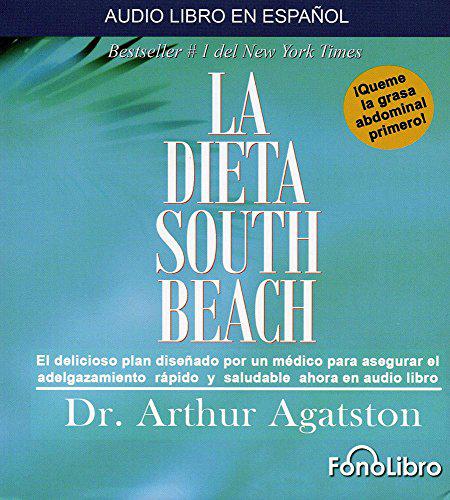 AUDIO LIBRO EN ESPAÑOL
Bestseller # 1 del New York Times
¡Queme
la grasa
abdominal
primero!
LA
DIETA
SOUTH
BEACH
El delicioso plan diseñado por un médico para asegurar el
adelgazamiento rápido y saludable ahora en audio libro
Dr. Arthur Agatston
FonoLibro